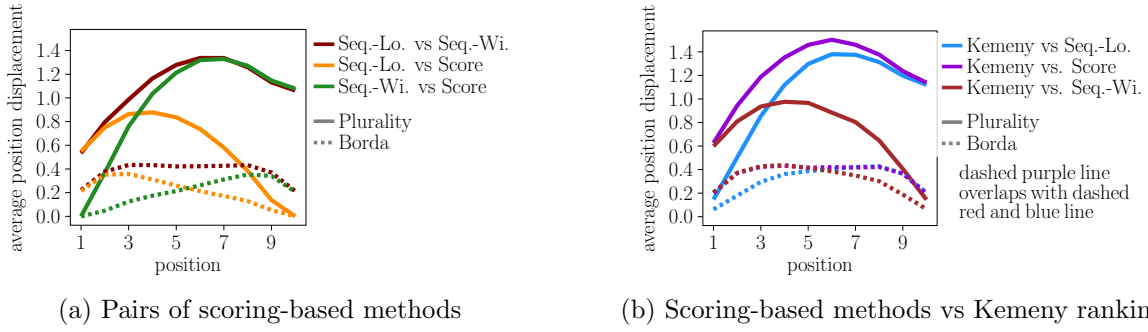 average position displacement
1.4
1.2
1.0
0.8
0.6
0.4
0.2
0.0
1 3 5 7 9
position
Seq.-Lo. vs Seq.-Wi.
Seq.-Lo. vs Score
Seq.-Wi. vs Score
Plurality
Borda
(a) Pairs of scoring-based methods
average position displacement
1.4
1.2
1.0
0.8
0.6
0.4
0.2
0.0
1 3 5 7 9
position
Kemeny vs Seq.-Lo.
Kemeny vs. Score
Kemeny vs. Seq.-Wi.
Plurality
Borda
dashed purple line
overlaps with dashed
red and blue line
(b) Scoring-based methods vs Kemeny rankin